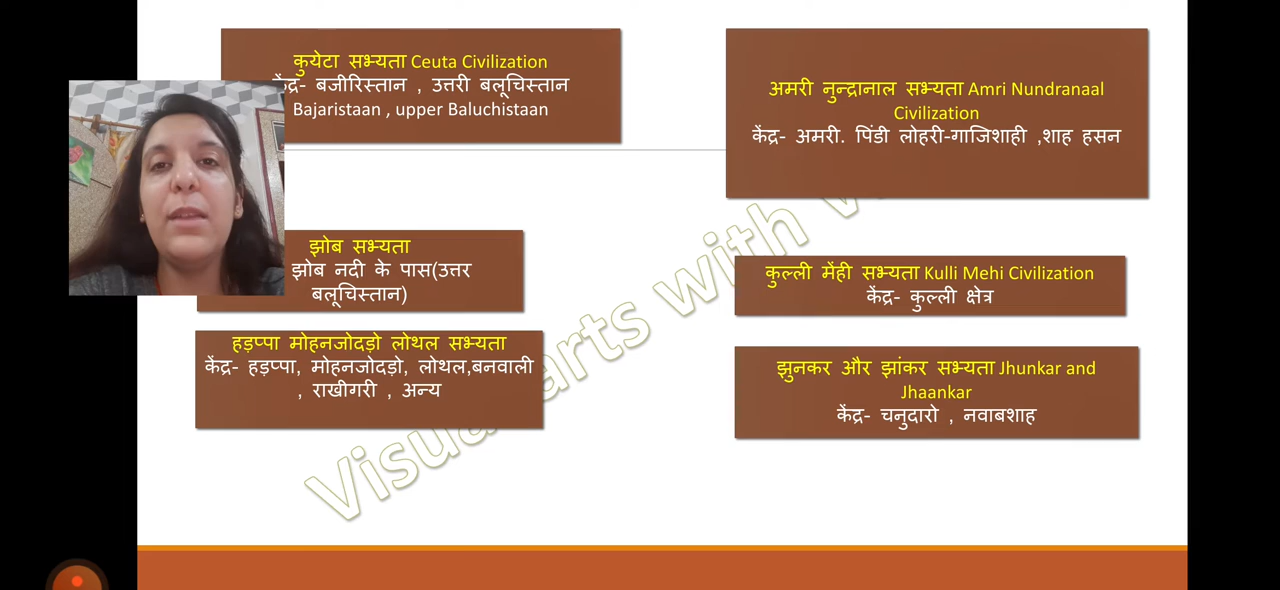 कुयेटा सभ्यता Ceuta Civilization
केंद्र- बजीरिस्तान , उत्तरी बलूचिस्तान
Bajaristaan , upper Baluchistaan
अमरी नुन्द्रानाल सभ्यता Amri Nundranaal
Civilization
केंद्र- अमरी. पिंडी लोहरी-गाजिशाही ,शाह हसन
झोब सभ्यता
झोब नदी के पास(उत्तर
बलूचिस्तान)
कुल्ली मेंही सभ्यता Kulli Mehi Civilization
केंद्र- कुल्ली क्षेत्र
हड़प्पा मोहनजोदड़ो लोथल सभ्यता
केंद्र- हड़प्पा, मोहनजोदड़ो, लोथल,बनवाली
, राखीगरी , अन्य
झुनकर और झांकर सभ्यता Jhunkar and
Jhaankar
केंद्र- चनुदारो , नवाबशाह
arts with